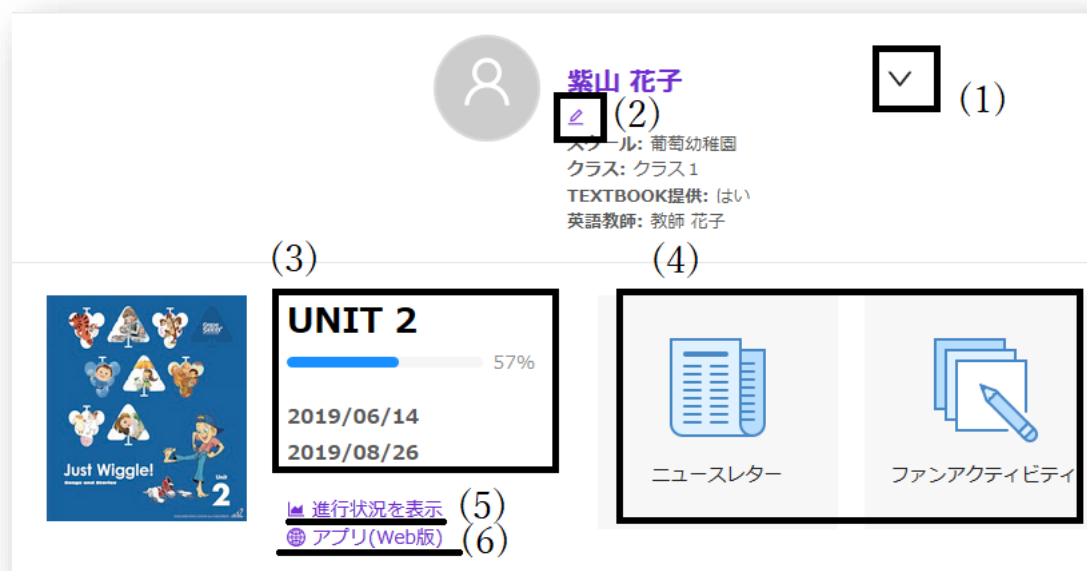 紫山 花子
(1)
(2)
スクール: 葡萄幼稚園
クラス: クラス1
TEXTBOOK提供: はい
英語教師: 教師 花子
(3)
(4)
UNIT 2
57%
2019/06/14
2019/08/26
Just Wiggle!
Songs and Stories
Unit
2
ニュースレター
ファンアクティビティ
進行状況を表示
(5)
アプリ(Web版)
(6)